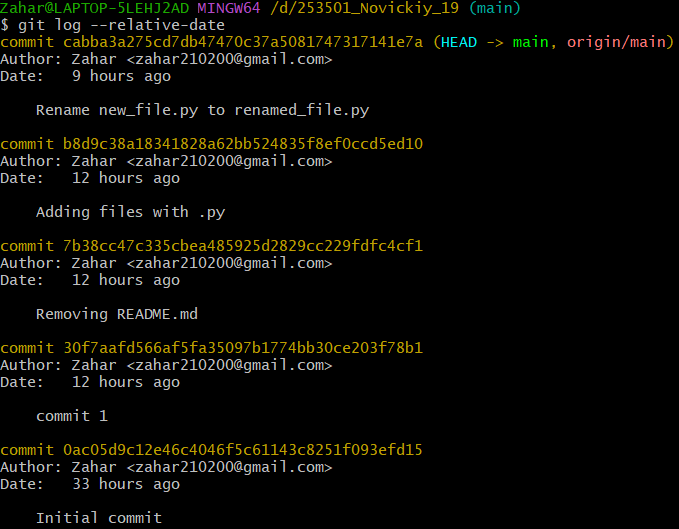 Zahar@LAPTOP-5LEHJ2AD MINGW64 /d/253501_Novickiy_19 (main)
$ git log --relative-date
commit cabba3a275cd7db47470c37a5081747317141e7a (HEAD -> main, origin/main)
Author: Zahar <zahar210200@gmail.com>
Date:   9 hours ago

    Rename new_file.py to renamed_file.py

commit b8d9c38a18341828a62bb524835f8ef0ccd5ed10
Author: Zahar <zahar210200@gmail.com>
Date:   12 hours ago

    Adding files with .py

commit 7b38cc47c335cbea485925d2829cc229fdfc4cf1
Author: Zahar <zahar210200@gmail.com>
Date:   12 hours ago

    Removing README.md

commit 30f7aafd566af5fa35097b1774bb30ce203f78b1
Author: Zahar <zahar210200@gmail.com>
Date:   12 hours ago

    commit 1

commit 0ac05d9c12e46c4046f5c61143c8251f093efd15
Author: Zahar <zahar210200@gmail.com>
Date:   33 hours ago

    Initial commit